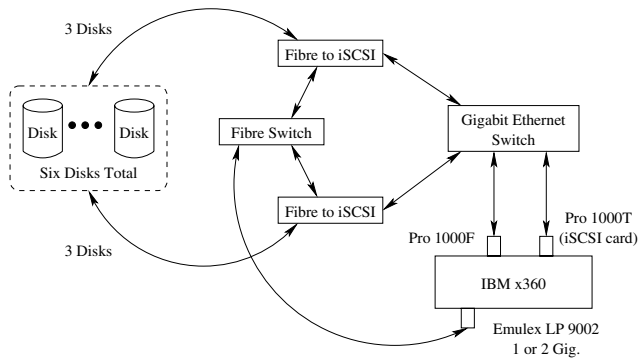 3 Disks
Fibre to iSCSI
Disk
Disk
Six Disks Total
Fibre Switch
Gigabit Ethernet
Switch
Fibre to iSCSI
3 Disks
Pro 1000F
Pro 1000T
(iSCSI card)
IBM x360
Emulex LP 9002
1 or 2 Gig.